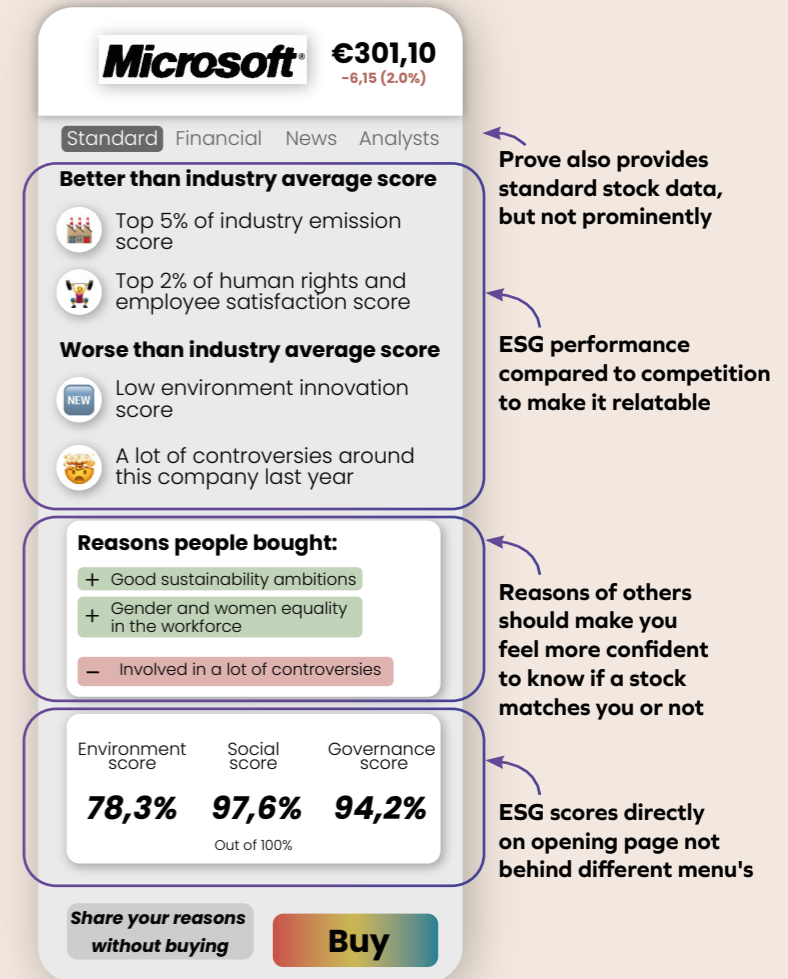 Microsoft®
€301,10
-6,15 (2.0%)
Standard Financial News Analysts
Better than industry average score
Top 5% of industry emission
score
Top 2% of human rights and
employee satisfaction score
Worse than industry average score
NEW
Low environment innovation
score
A lot of controversies around
this company last year
Reasons people bought:
+ Good sustainability ambitions
+ Gender and women equality
in the workforce
– Involved in a lot of controversies
Environment
score
Social
score
Governance
score
78,3% 97,6% 94,2%
Out of 100%
Share your reasons
without buying
Buy
Prove also provides
standard stock data,
but not prominently
ESG performance
compared to competition
to make it relatable
Reasons of others
should make you
feel more confident
to know if a stock
matches you or not
ESG scores directly
on opening page not
behind different menu's